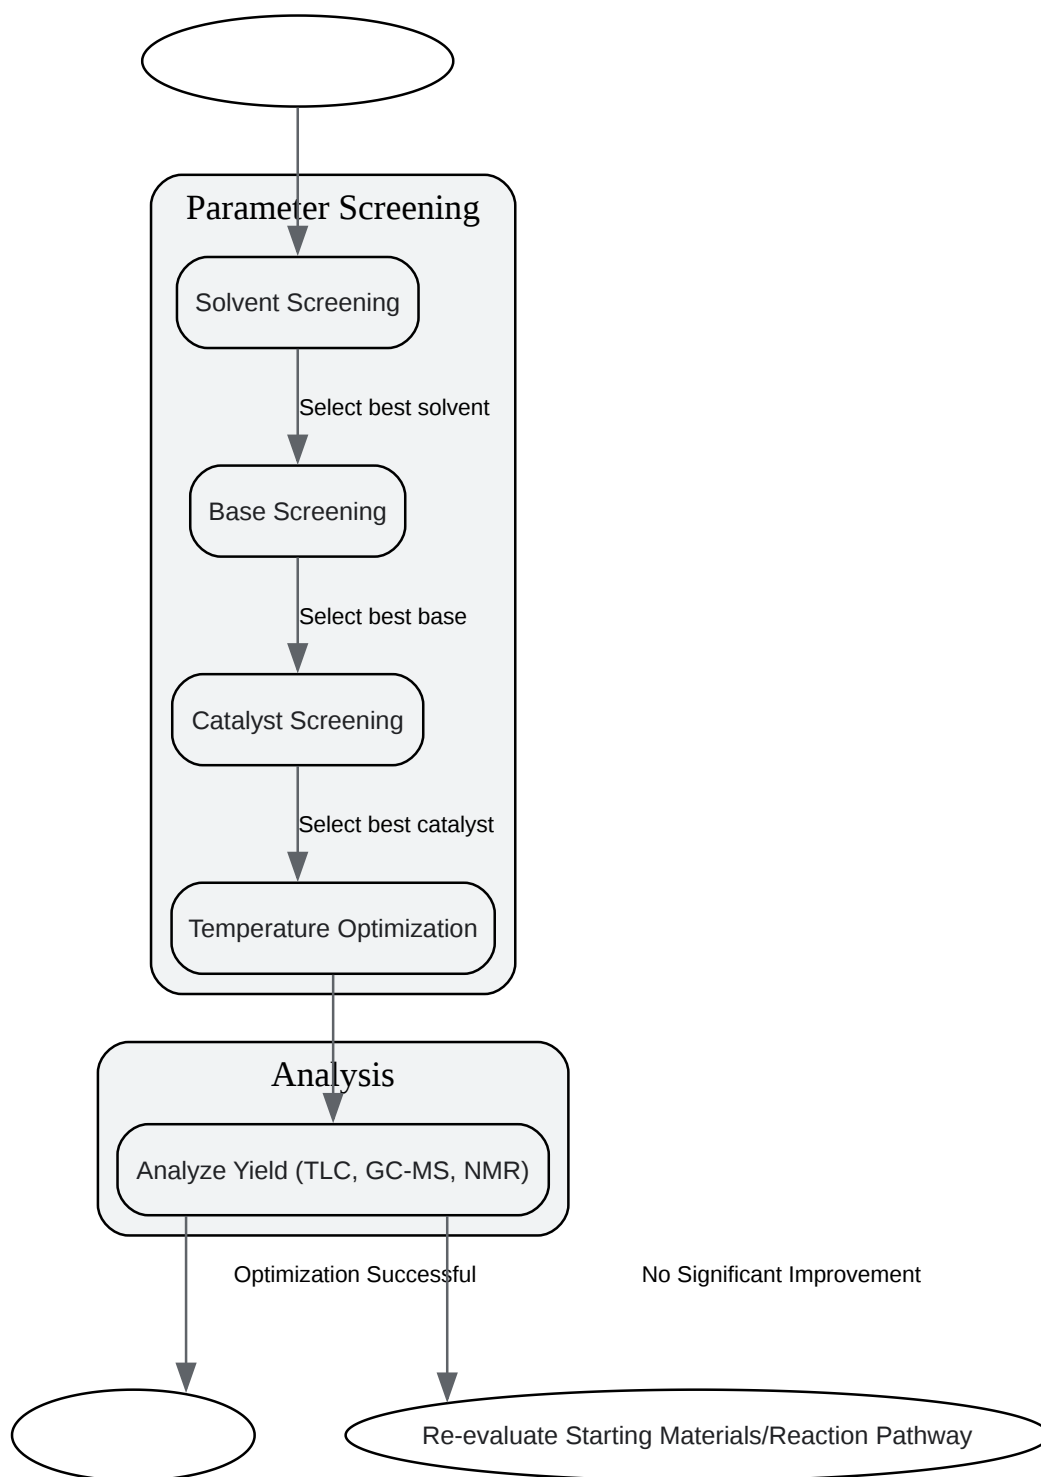 Parameter Screening
Solvent Screening
Select best solvent
Base Screening
Select best base
Catalyst Screening
Select best catalyst
Temperature Optimization
Analysis
Analyze Yield (TLC, GC-MS, NMR)
Optimization Successful
No Significant Improvement
Re-evaluate Starting Materials/Reaction Pathway